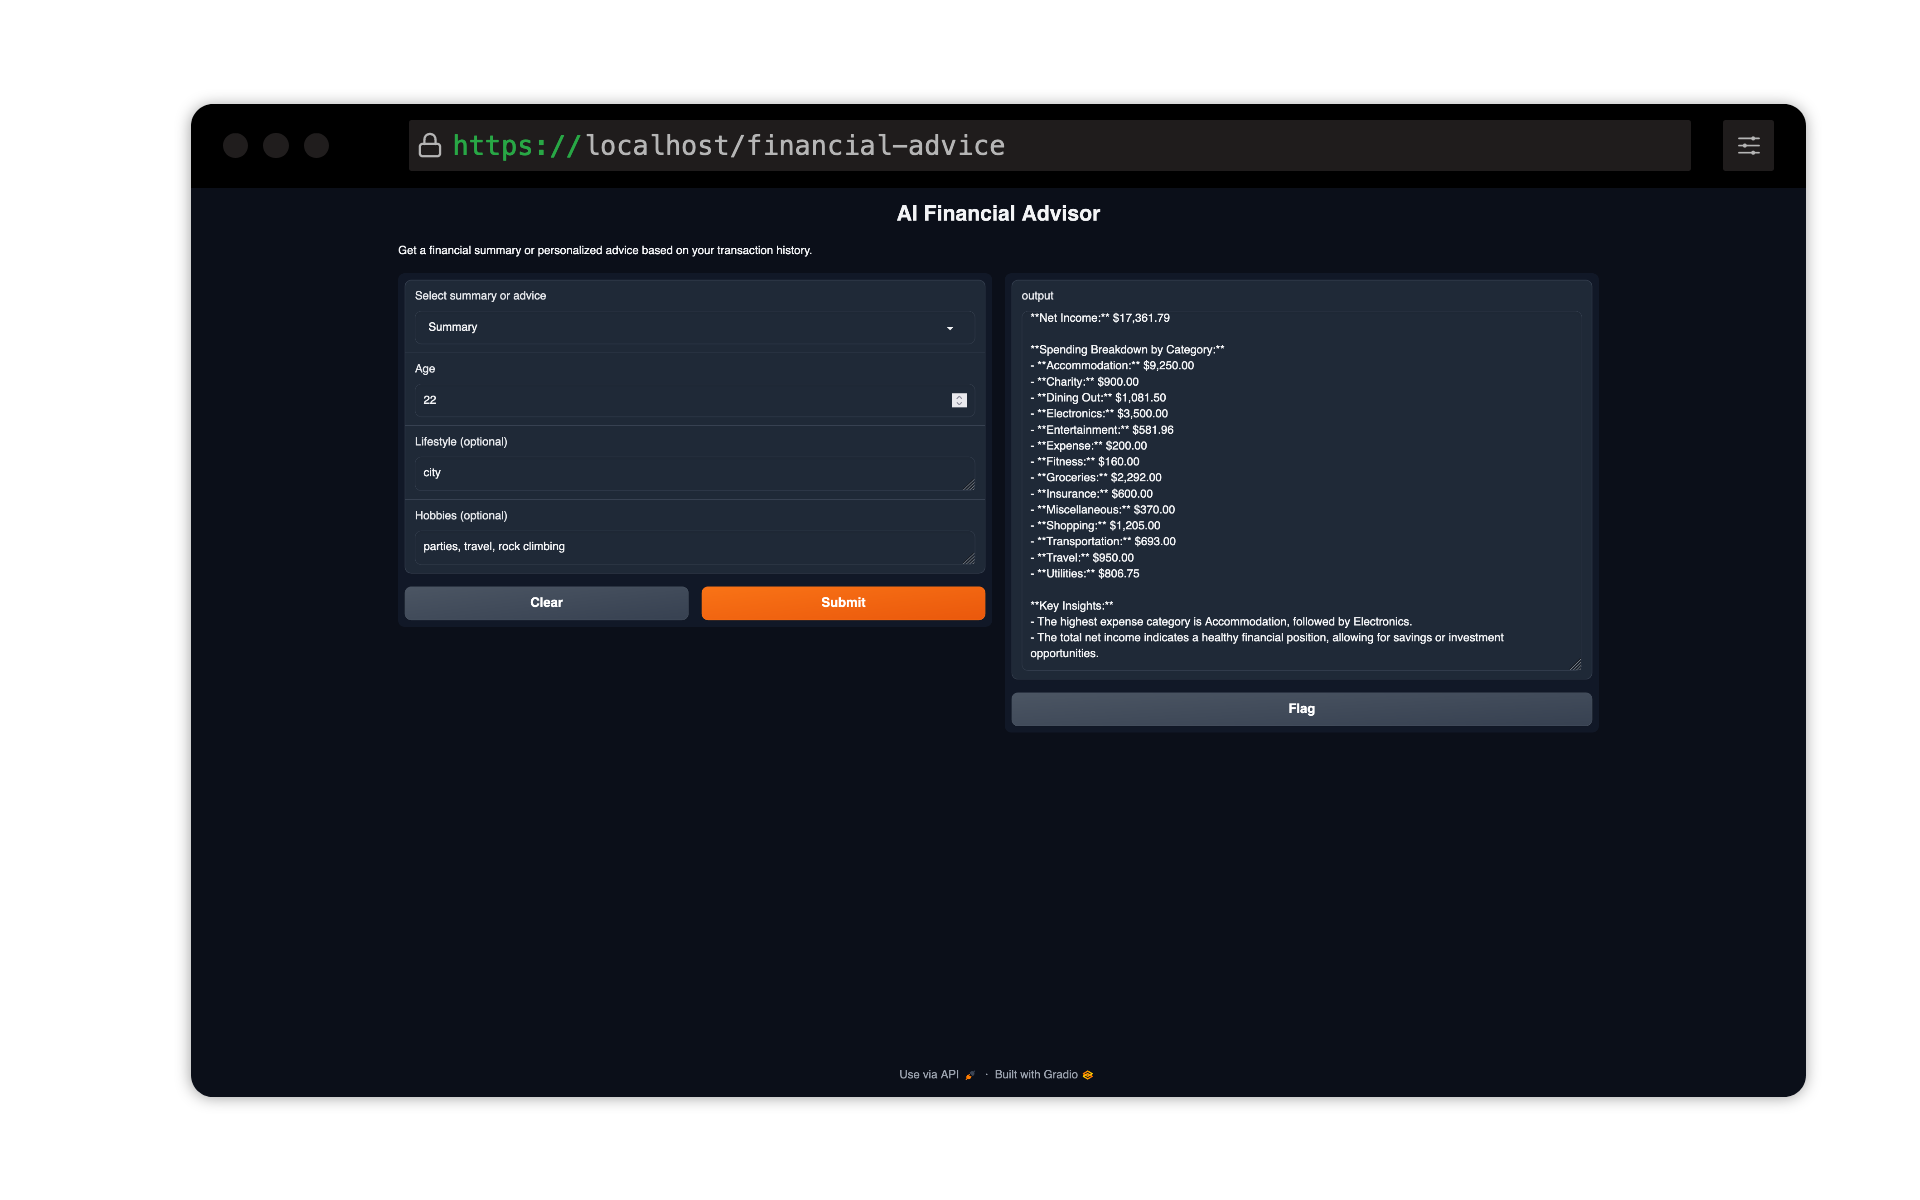 https://localhost/financial-advice
AI Financial Advisor
Get a financial summary or personalized advice based on your transaction history.
Select summary or advice
Summary
Age
22
Lifestyle (optional)
city
Hobbies (optional)
parties, travel, rock climbing
Clear
Submit
output
**Net Income:** $17,361.79
**Spending Breakdown by Category:**
- **Accommodation:** $9,250.00
- **Charity:** $900.00
- **Dining Out:** $1,081.50
- **Electronics:** $3,500.00
- **Entertainment:** $581.96
- **Expense:** $200.00
- **Fitness:** $160.00
- **Groceries:** $2,292.00
- **Insurance:** $600.00
- **Miscellaneous:** $370.00
- **Shopping:** $1,205.00
- **Transportation:** $693.00
- **Travel:** $950.00
- **Utilities:** $806.75
**Key Insights:**
- The highest expense category is Accommodation, followed by Electronics.
- The total net income indicates a healthy financial position, allowing for savings or investment
opportunities.
Flag
Use via API · Built with Gradio